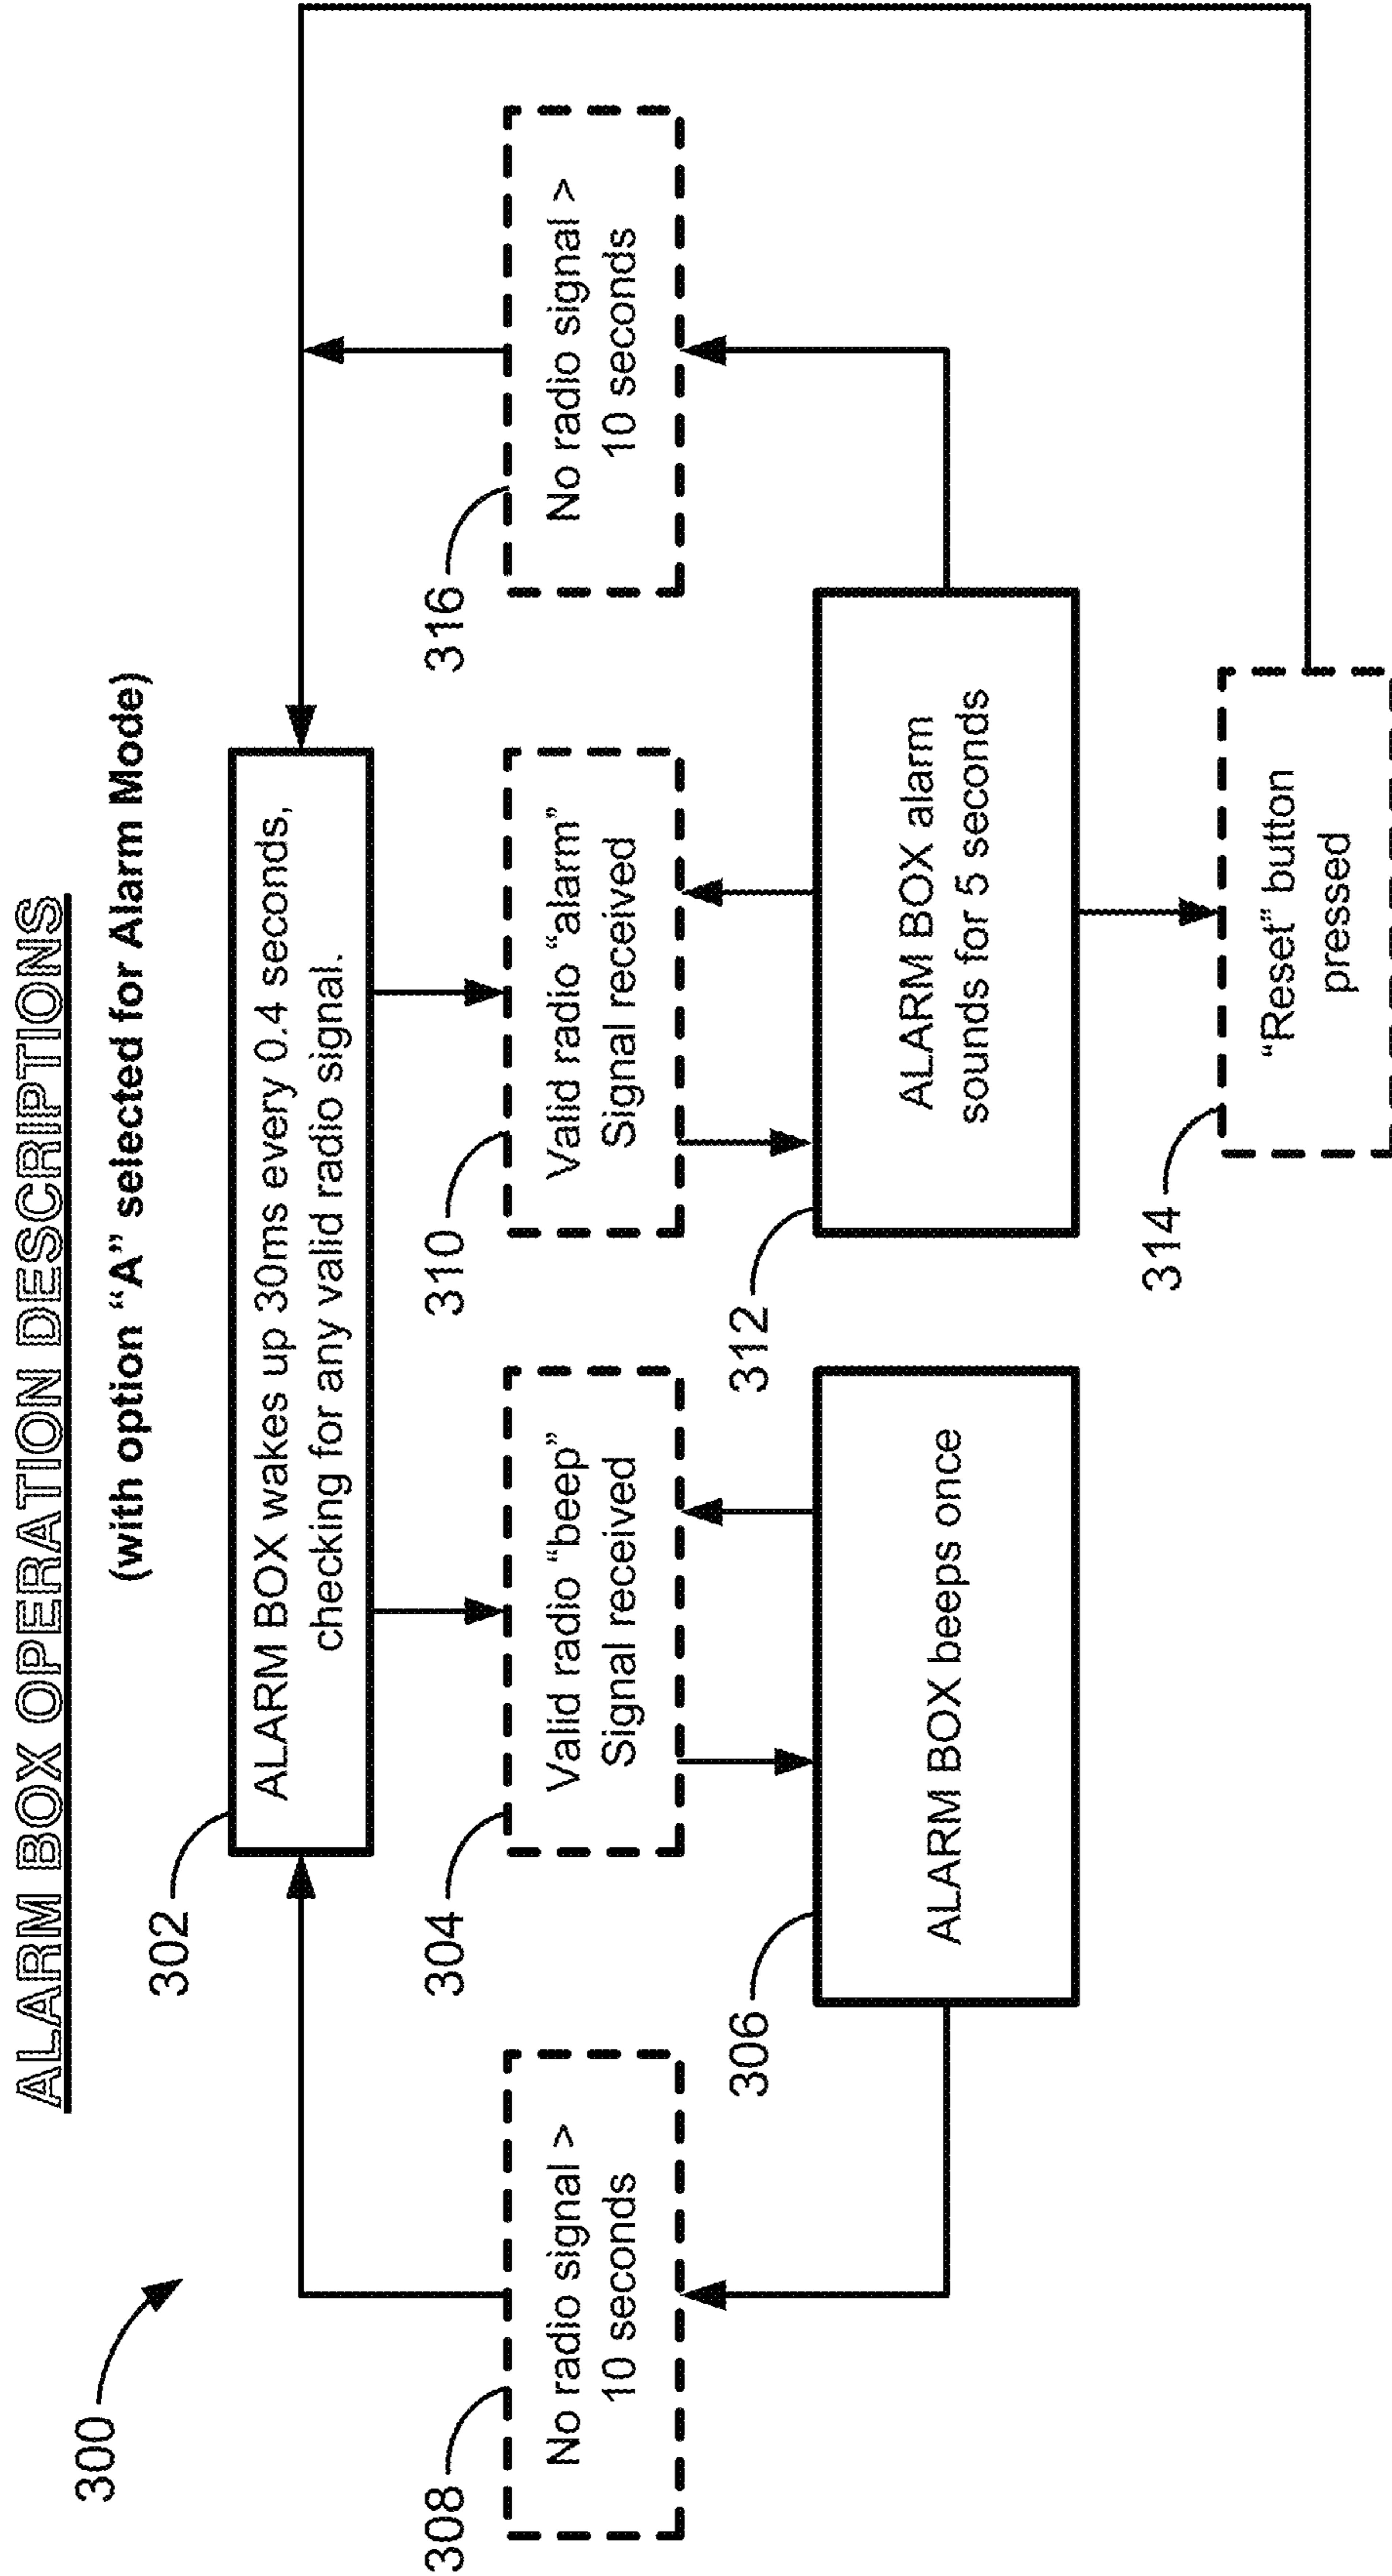 ALARM BOX OPERATION DESCRIPTIONS
(with option “A” selected for Alarm Mode)
300
302
ALARM BOX wakes up 30ms every 0.4 seconds,
checking for any valid radio signal.
308
No radio signal >
10 seconds
304
Valid radio “beep”
Signal received
310
Valid radio “alarm”
Signal received
316
No radio signal >
10 seconds
306
ALARM BOX beeps once
312
ALARM BOX alarm
sounds for 5 seconds
314
“Reset” button
pressed